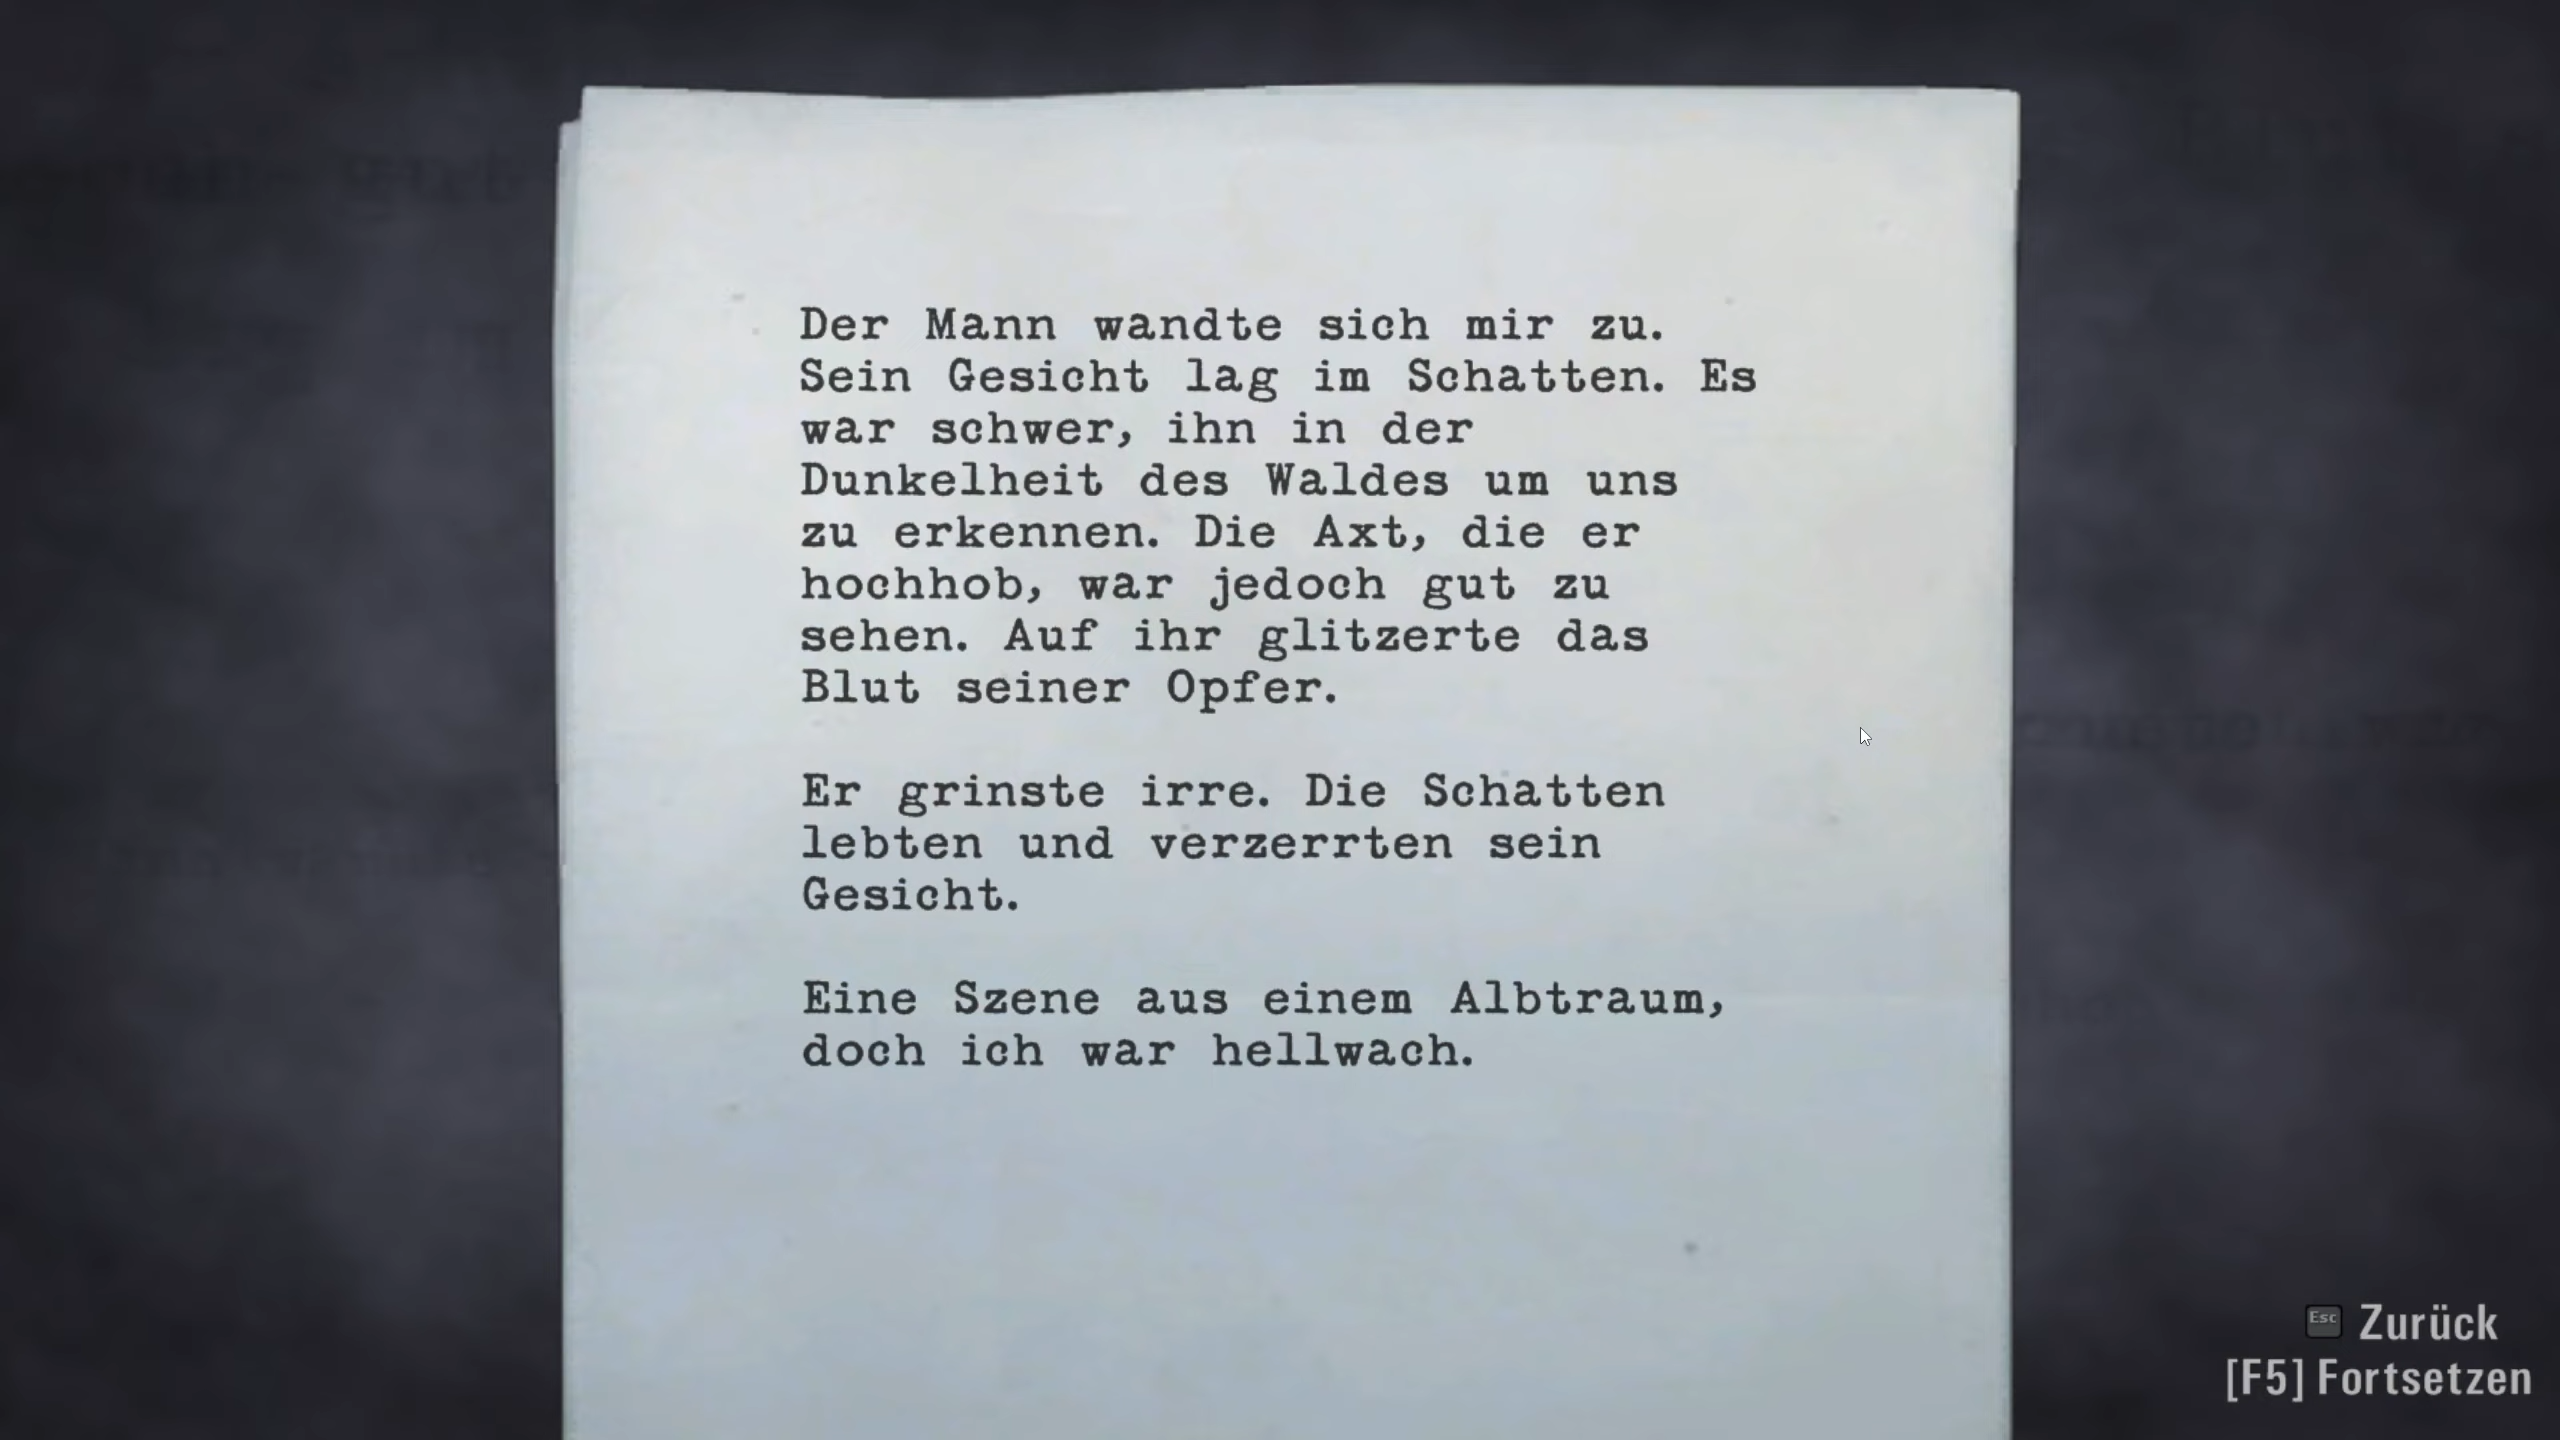 Der Mann wandte sich mir zu.
Sein Gesicht lag im Schatten. Es
war schwer, ihn in der
Dunkelheit des Waldes um uns
zu erkennen. Die Axt, die er
hochhob, war jedoch gut zu
sehen. Auf ihr glitzerte das
Blut seiner Opfer.
Er grinste irre. Die Schatten
lebten und verzerrten sein
Gesicht.
Eine Szene aus einem Albtraum,
doch ich war hellwach.
Esc Zurück
[F5] Fortsetzen